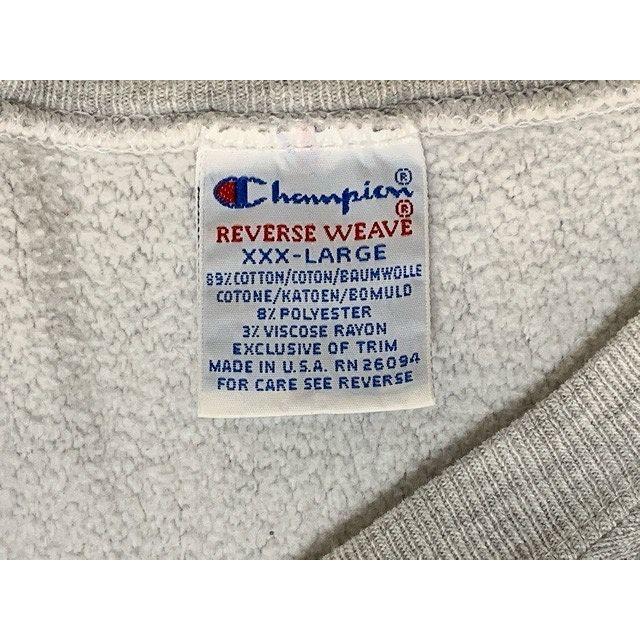 Champion®
REVERSE WEAVE®
XXX-LARGE
89% COTTON/COTON/BAUMWOLLE
COTONE/KATOEN/BOMULD
8% POLYESTER
3% VISCOSE RAYON
EXCLUSIVE OF TRIM
MADE IN U.S.A. RN 26094
FOR CARE SEE REVERSE